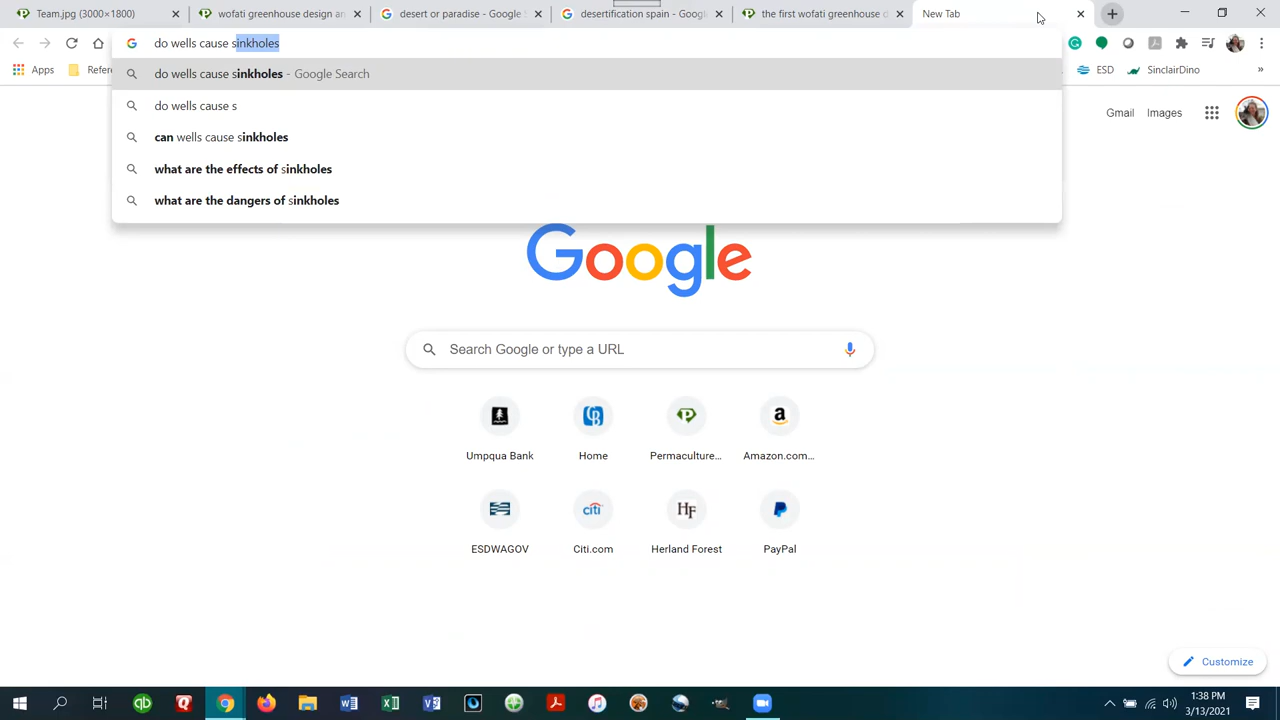 Team.jpg (3000×1800)
wofati greenhouse design an
desert or paradise - Google S
desertification spain - Googl
the first wofati greenhouse d
New Tab
do wells cause sinkholes
Apps
Refer
ESD
SinclairDino
»
do wells cause sinkholes - Google Search
do wells cause s
can wells cause sinkholes
what are the effects of sinkholes
what are the dangers of sinkholes
Gmail
Images
Google
Search Google or type a URL
Umpqua Bank
Home
Permaculture...
Amazon.com...
ESDWAGOV
Citi.com
Herland Forest
PayPal
Customize
1:38 PM
3/13/2021